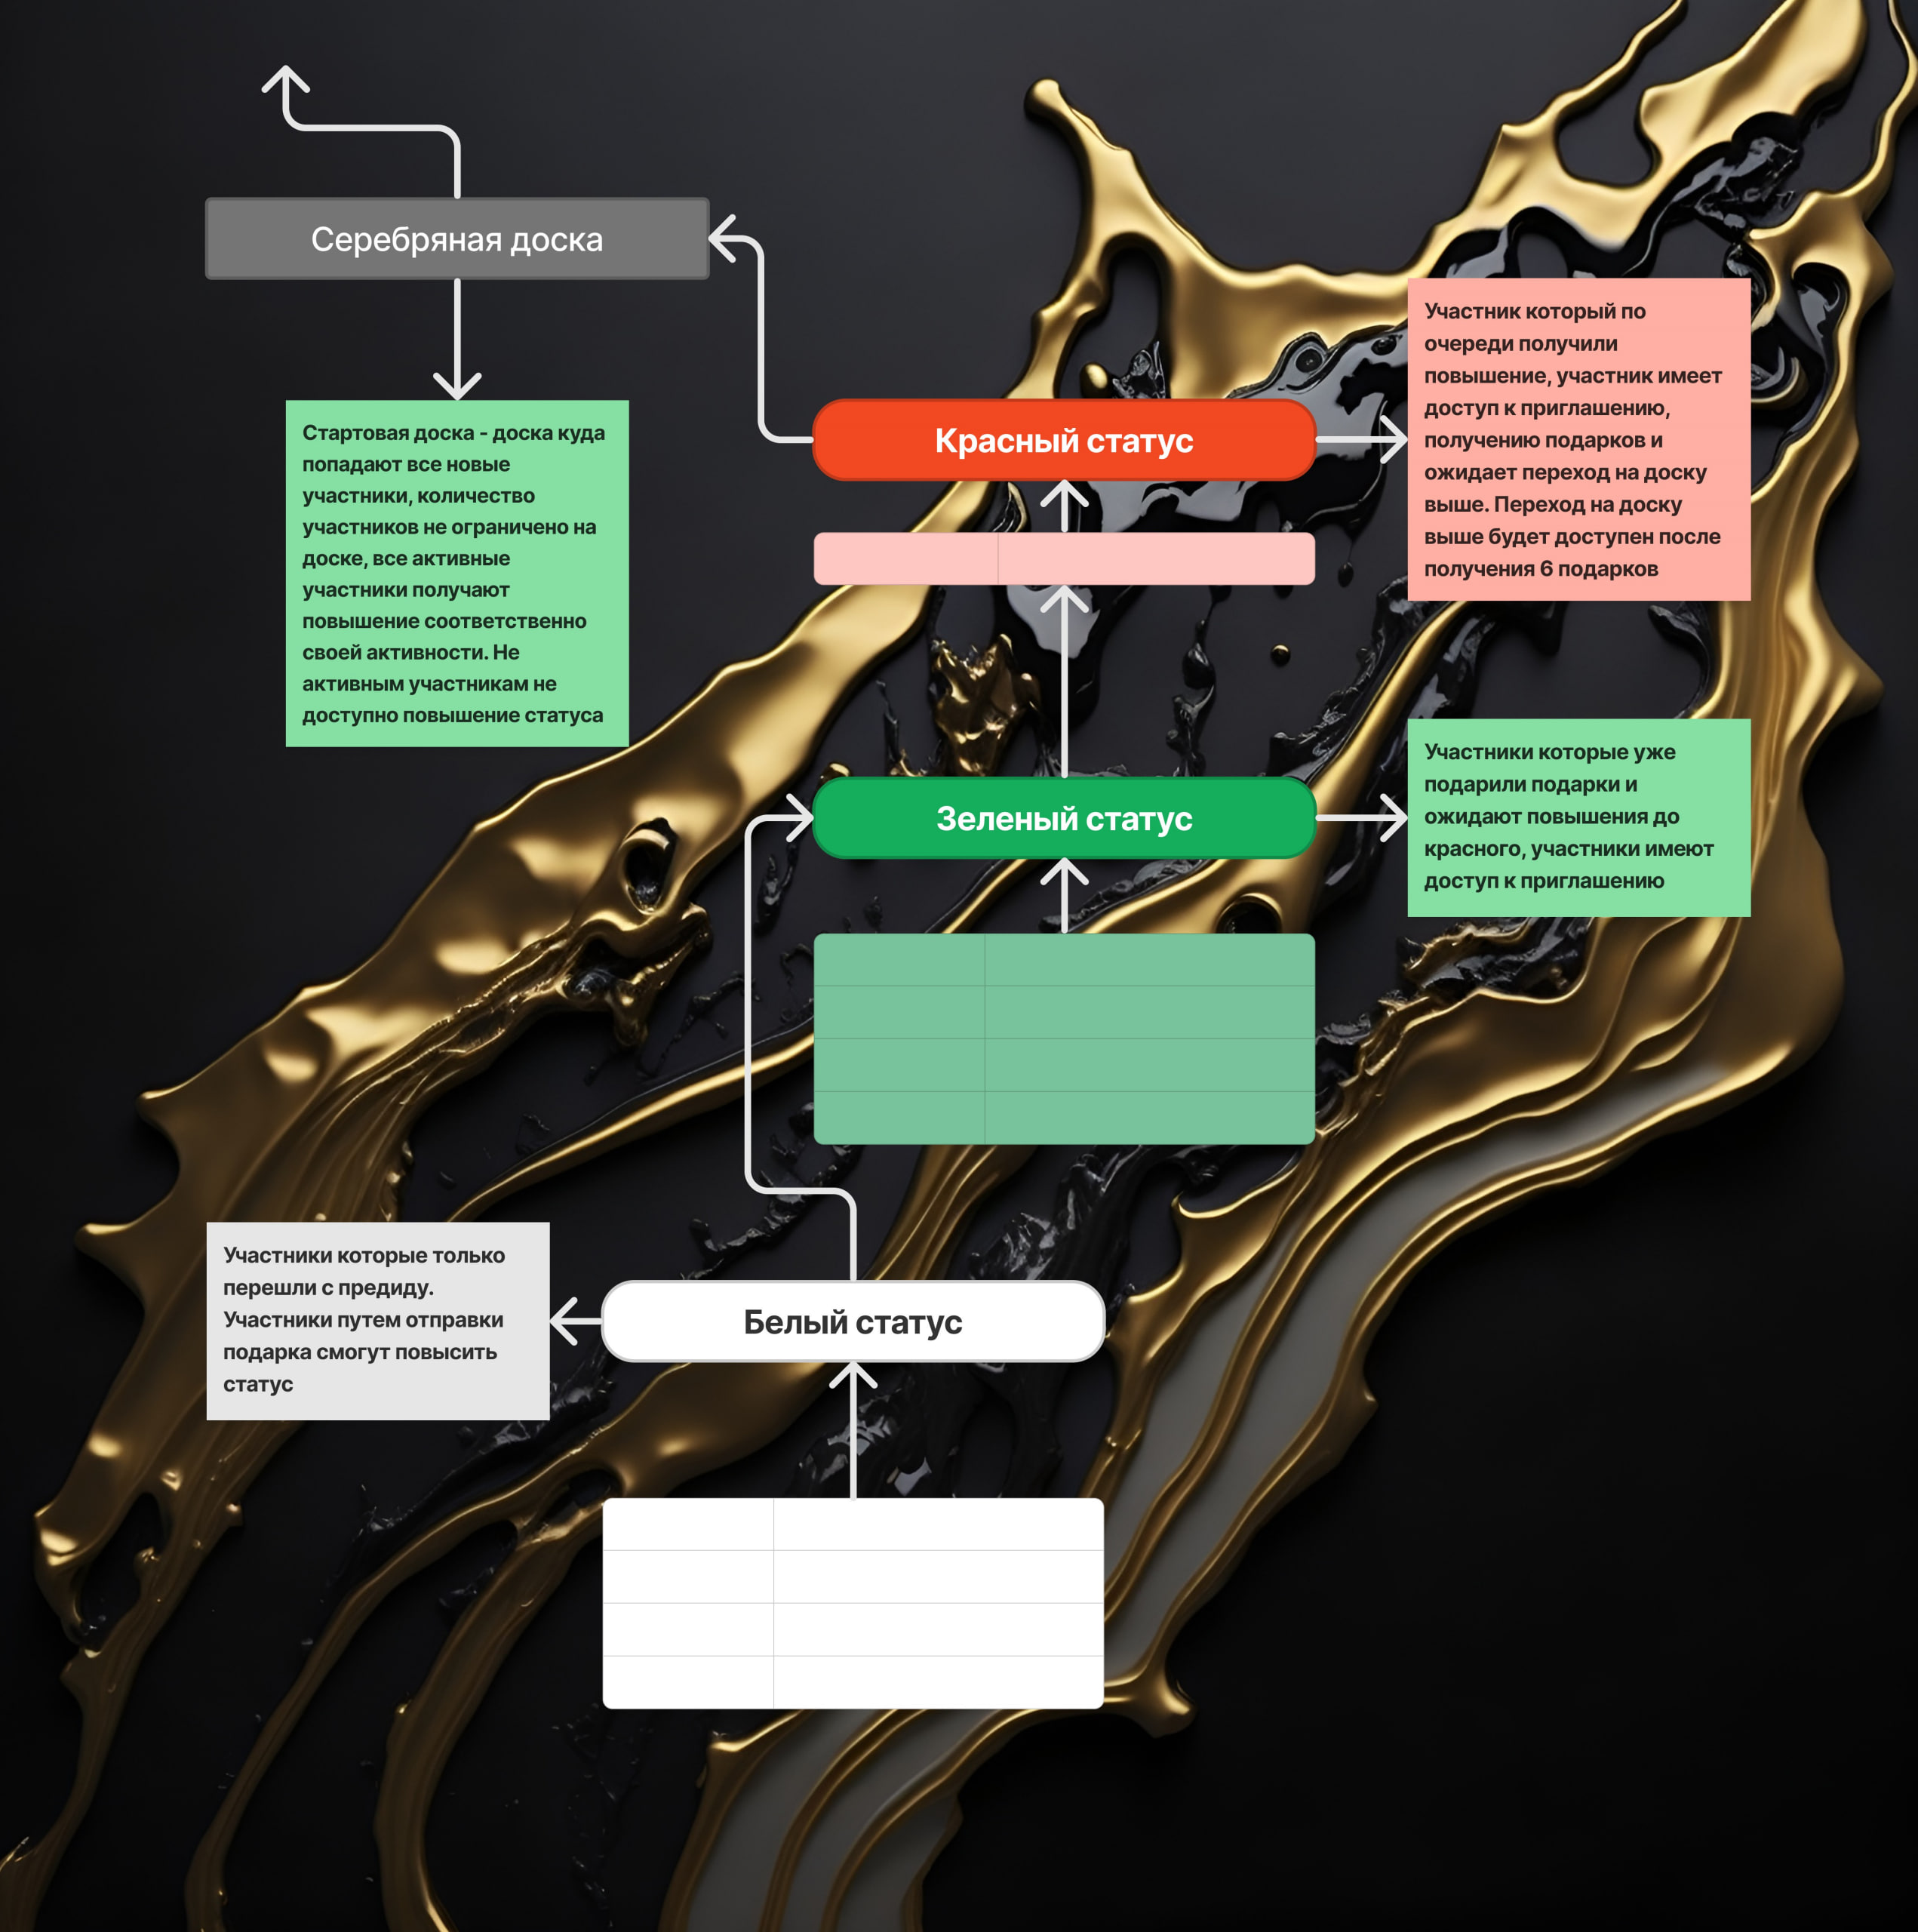 Серебряная доска
Стартовая доска - доска куда
попадают все новые
участники, количество
участников не ограничено на
доске, все активные
участники получают
повышение соответственно
своей активности. Не
активным участникам не
доступно повышение статуса
Красный статус
Участник который по
очереди получили
повышение, участник имеет
доступ к приглашению,
получению подарков и
ожидает переход на доску
выше. Переход на доску
выше будет доступен после
получения 6 подарков
Зеленый статус
Участники которые уже
подарили подарки и
ожидают повышения до
красного, участники имеют
доступ к приглашению
Участники которые только
перешли с предиду.
Участники путем отправки
подарка смогут повысить
статус
Белый статус